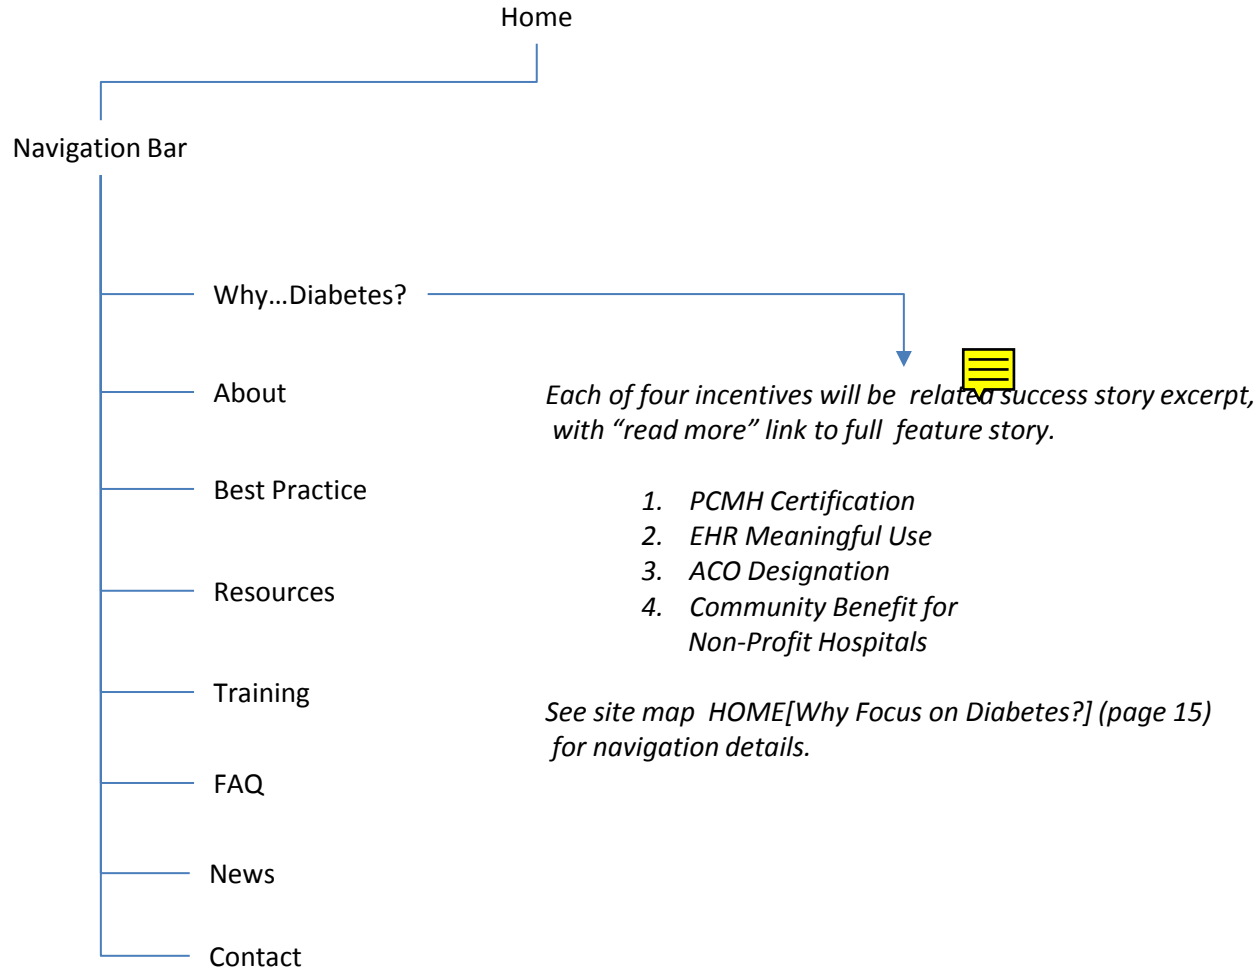 Home
Navigation Bar
Why…Diabetes?
About
Best Practice
Resources
Training
FAQ
News
Contact
Each of four incentives will be related success story excerpt,
with “read more” link to full feature story.
1. PCMH Certification
2. EHR Meaningful Use
3. ACO Designation
4. Community Benefit for
Non-Profit Hospitals
See site map HOME[Why Focus on Diabetes?] (page 15)
for navigation details.